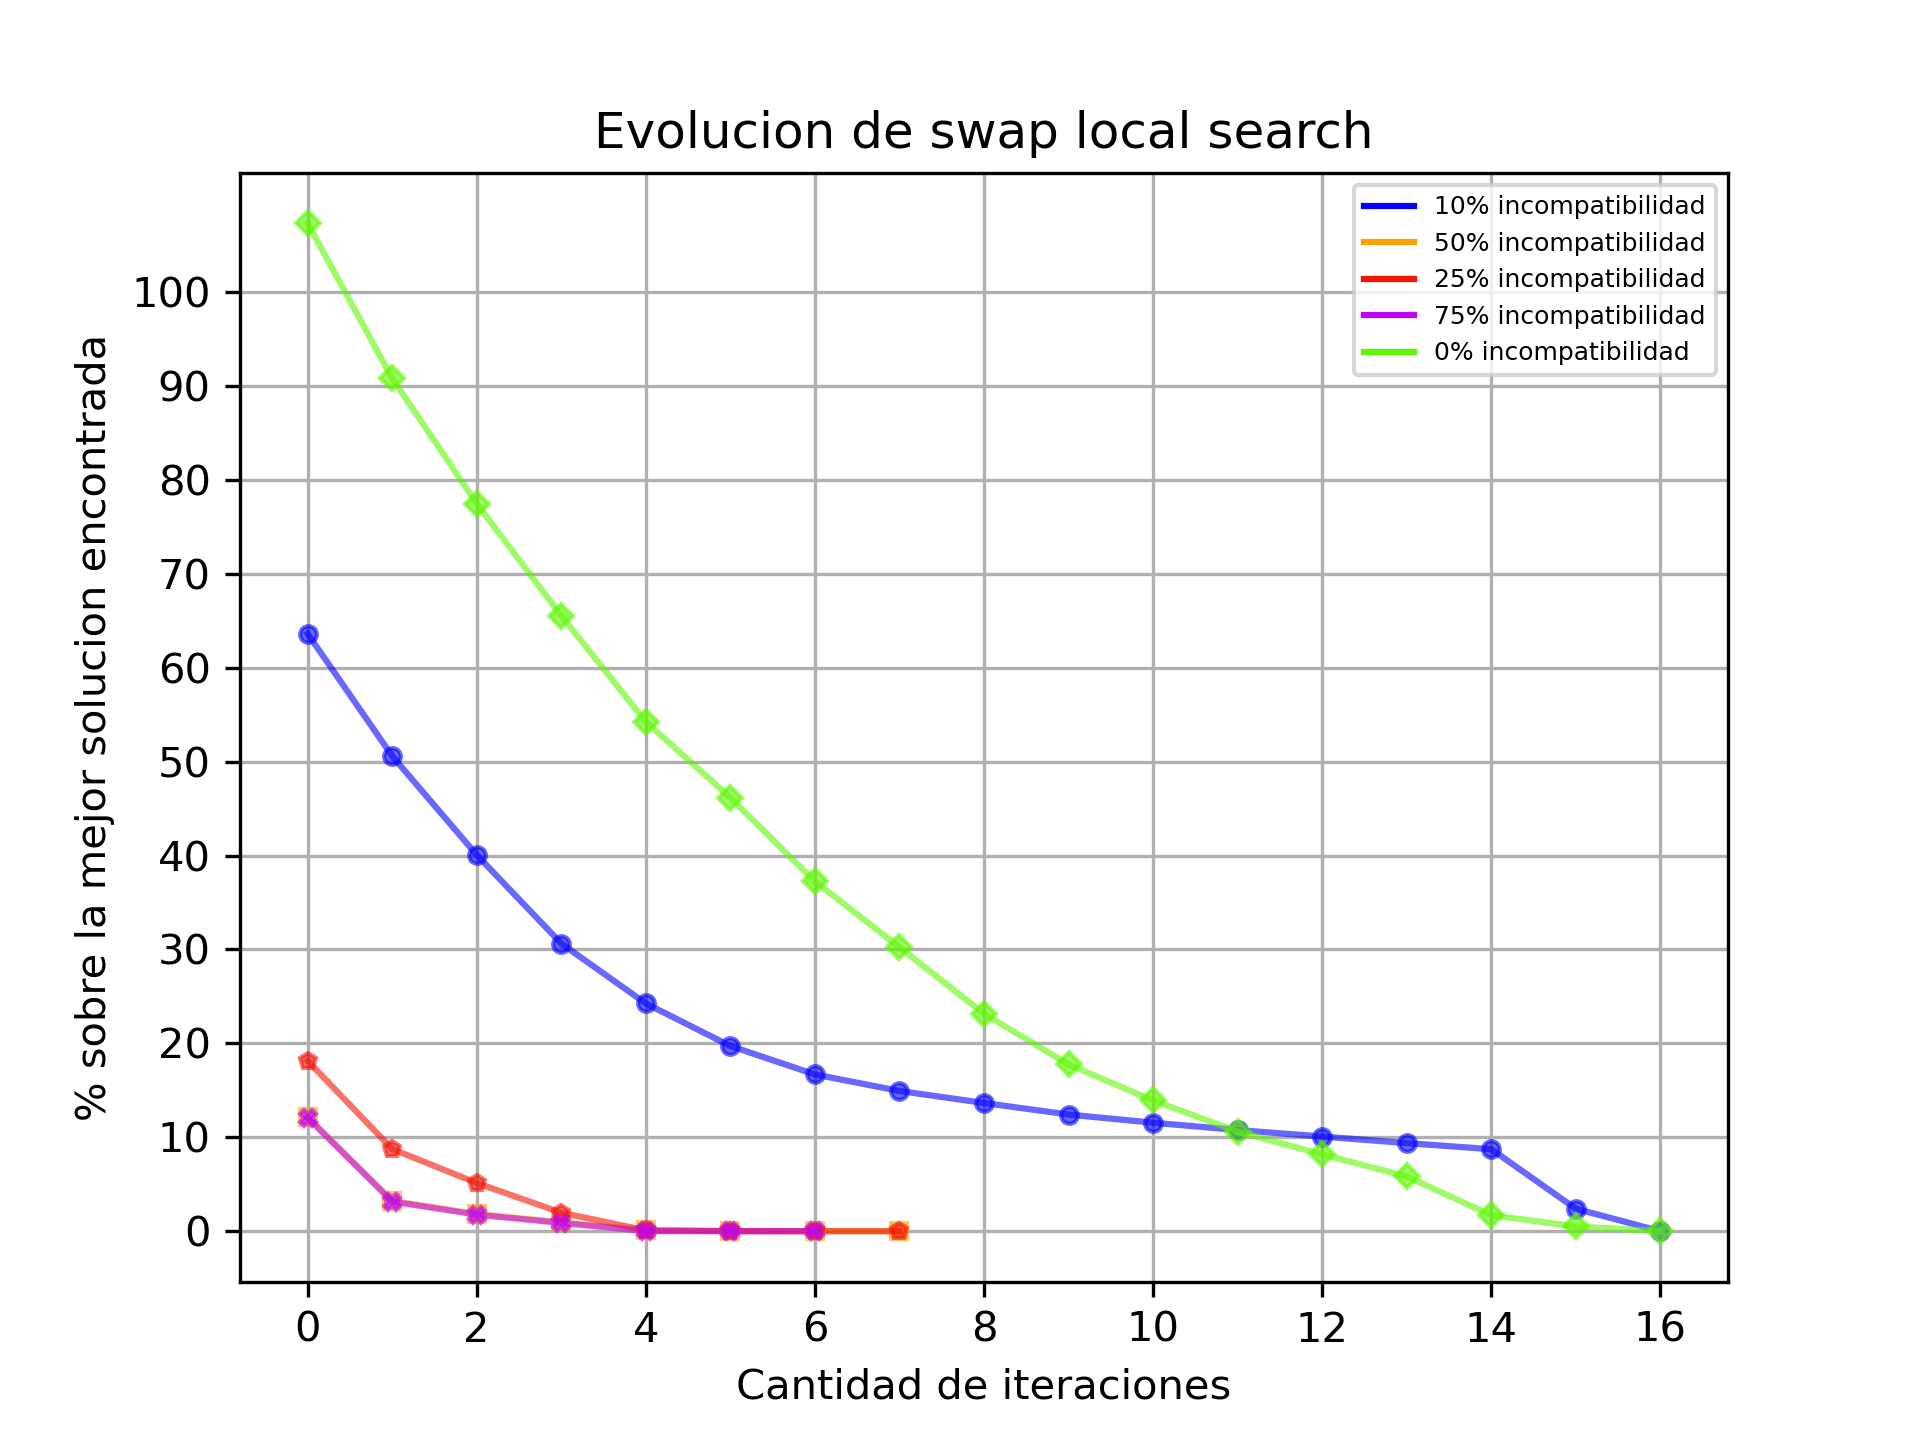 Evolucion de swap local search
10% incompatibilidad
50% incompatibilidad
25% incompatibilidad
75% incompatibilidad
0% incompatibilidad
% sobre la mejor solucion encontrada
100
90
80
70
60
50
40
30
20
10
0
0 2 4 6 8 10 12 14 16
Cantidad de iteraciones